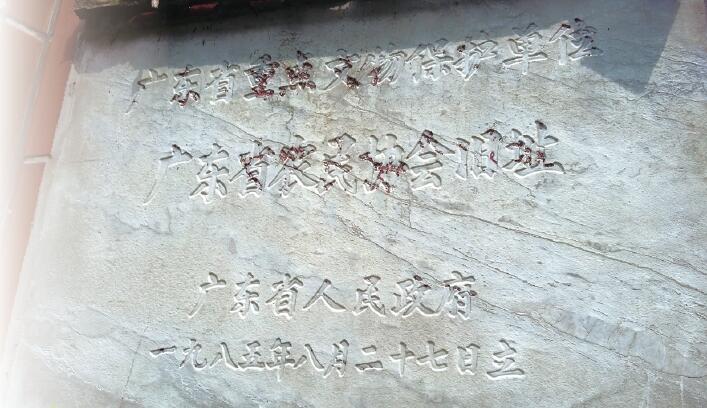 广东省重点文物保护单位
广东省农民协会旧址
广东省人民政府
一九八五年八月二十七日立